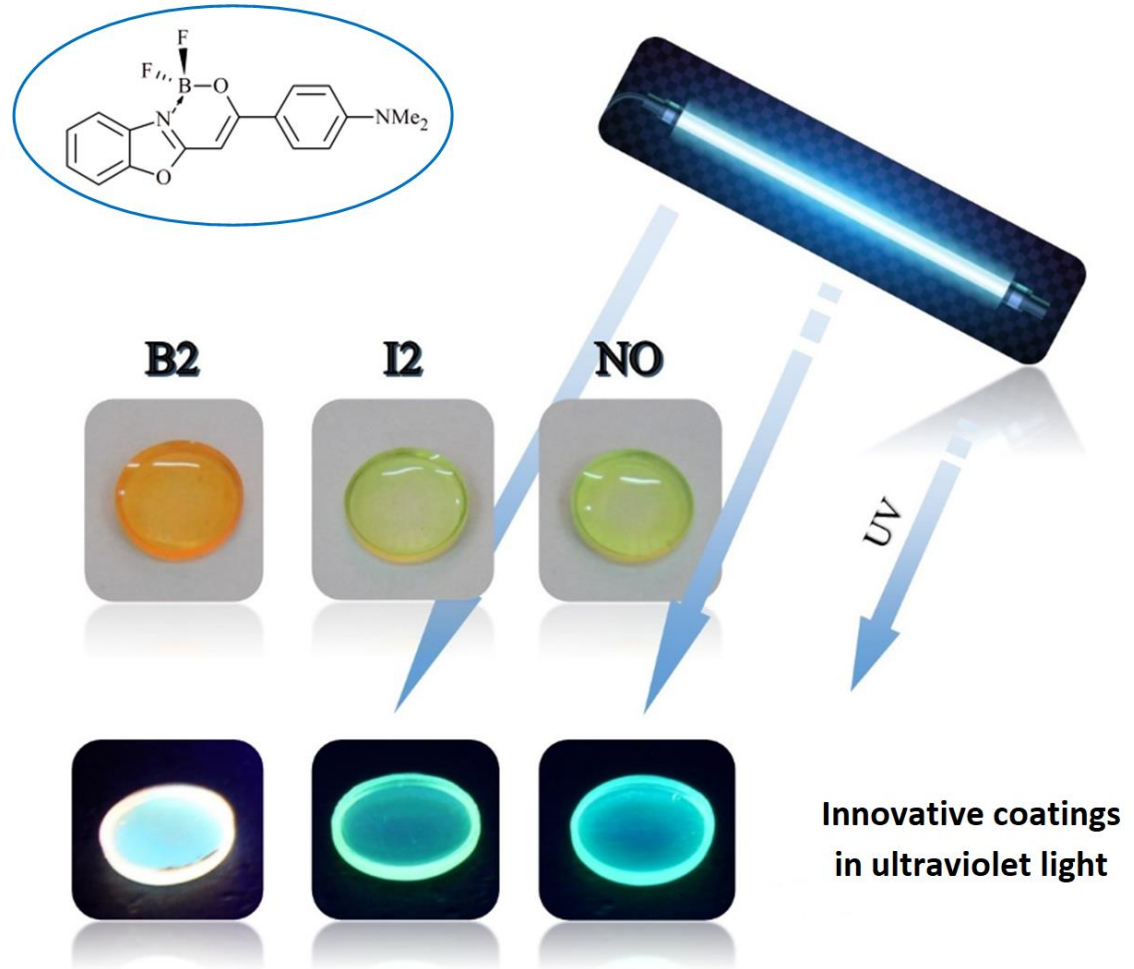 F
F
B
O
N
NMe2
O
B2
I2
NO
UV
Innovative coatings
in ultraviolet light